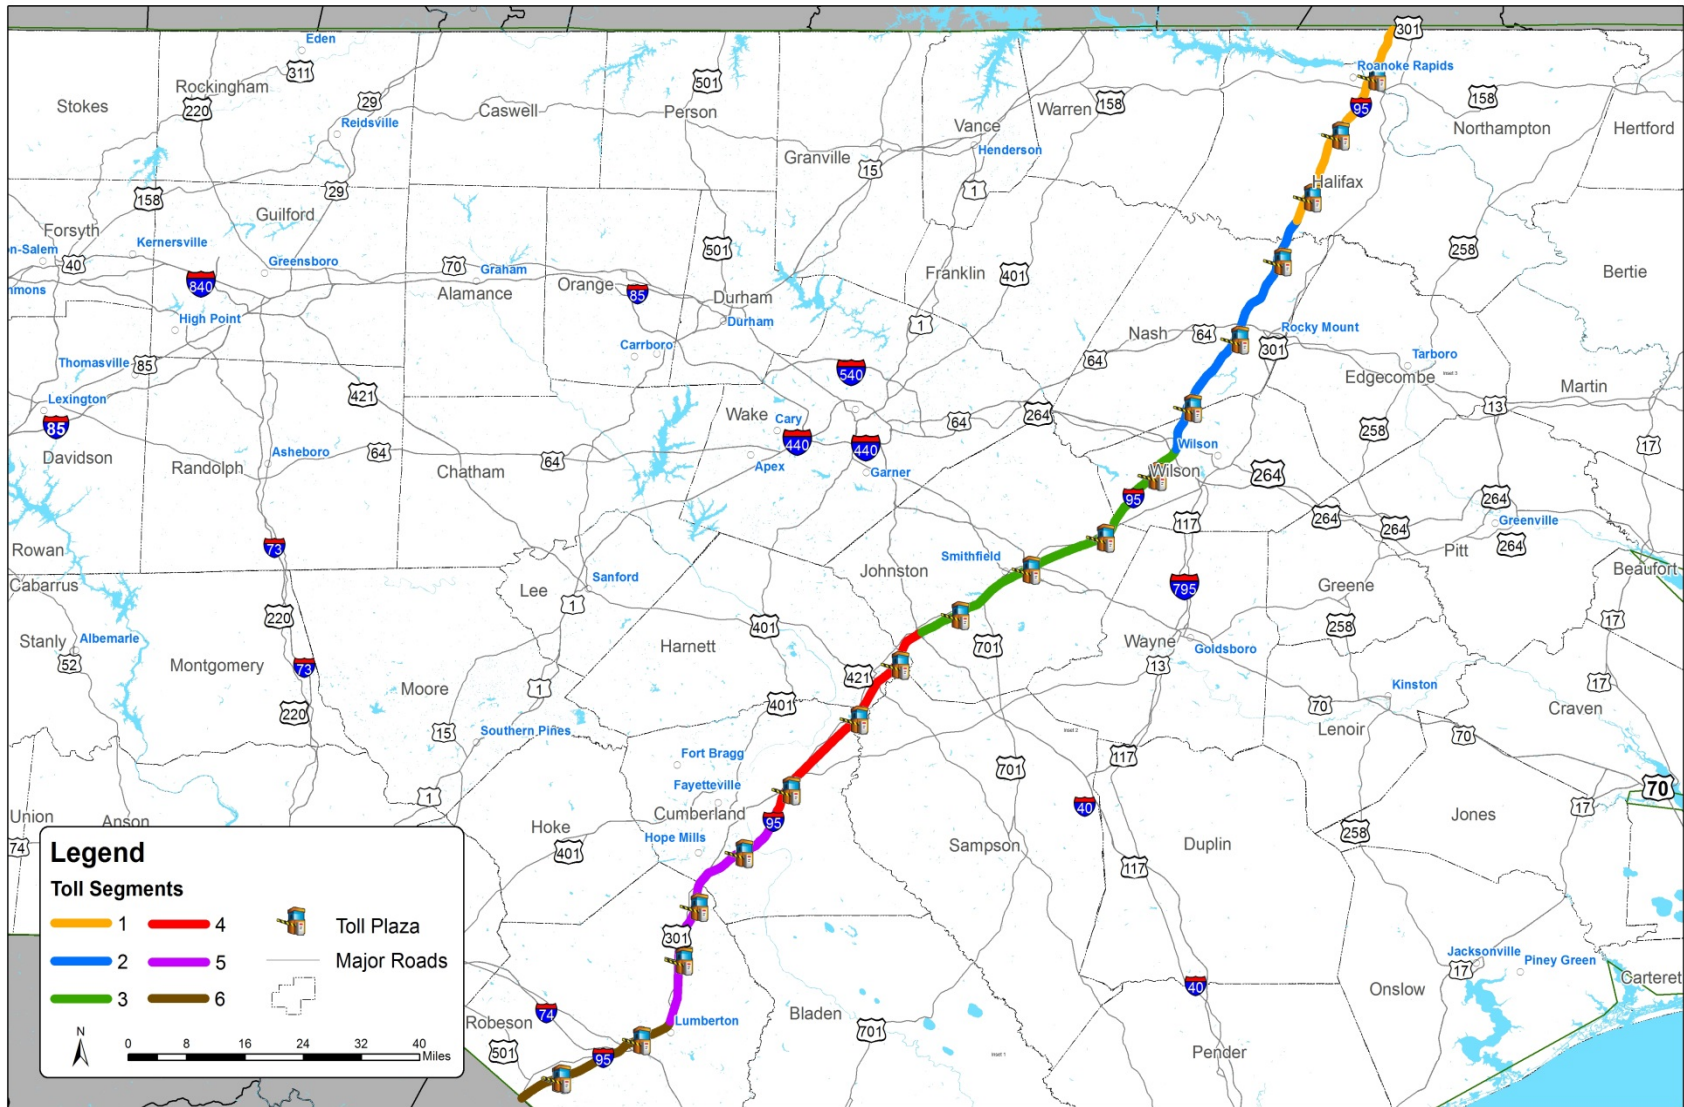 301
Eden
Roanoke Rapids
311
Rockingham
501
Stokes
220
29
Caswell
Person
Warren
158
158
95
Reidsville
Vance
Northampton
Hertford
Henderson
Granville
15
29
1
Halifax
158
Guilford
Forsyth
Kernersville
501
258
on-Salem
40
Greensboro
70
Graham
Franklin
401
Bertie
840
mmons
Alamance
Orange
85
Durham
High Point
Durham
1
Nash
64
Rocky Mount
301
Carrboro
Thomasville
85
64
Tarboro
540
Edgecombe
Inset 3
Martin
421
Lexington
Wake
264
13
85
Cary
440
440
64
258
17
Davidson
Randolph
Asheboro
64
Chatham
64
Apex
Garner
Wilson
Wilson
264
95
264
117
264
264
Greenville
264
Rowan
73
Smithfield
Pitt
Johnston
Cabarrus
Lee
Sanford
795
Greene
Beaufort
1
220
401
258
17
Stanly
Albemarle
52
Harnett
701
Wayne
Goldsboro
Montgomery
73
13
421
Moore
1
17
Kinston
220
401
70
Craven
15
Southern Pines
Inset 2
Lenoir
70
Fort Bragg
117
701
Fayetteville
70
1
40
17
Union
Anson
Cumberland
95
Jones
Hoke
Hope Mills
258
74
401
Sampson
Duplin
117
Legend
Toll Segments
1
4
Toll Plaza
2
5
Major Roads
3
6
N
0
8
16
24
32
40
Miles
301
Jacksonville
17
Piney Green
Carteret
40
Onslow
74
Robeson
Lumberton
Bladen
701
501
95
Inset 1
Pender